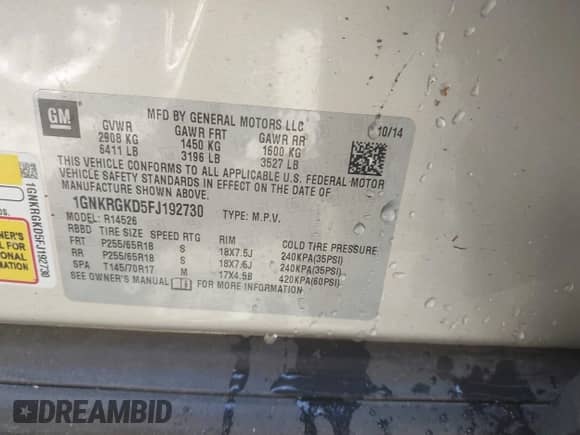 GM
MFD BY GENERAL MOTORS LLC
10/14
GVWR GAWR FRT GAWR RR
2908 KG 1450 KG 1600 KG
6411 LB 3196 LB 3527 LB
THIS VEHICLE CONFORMS TO ALL APPLICABLE U.S. FEDERAL MOTOR
VEHICLE SAFETY STANDARDS IN EFFECT ON THE DATE OF
MANUFACTURE SHOWN ABOVE.
1GNKRGKD5FJ192730 TYPE: M.P.V.
MODEL: R14526
RBBD TIRE SIZE SPEED RTG RIM COLD TIRE PRESSURE
FRT P255/65R18 S 18X7.5J 240KPA(35PSI)
RR P255/65R18 S 18X7.5J 240KPA(35PSI)
SPA T145/70R17 M 17X4.5B 420KPA(60PSI)
SEE OWNER'S MANUAL FOR MORE INFORMATION
1GNKRGKD5FJ192730
FOR
ONAL
MATION
DREAMBID